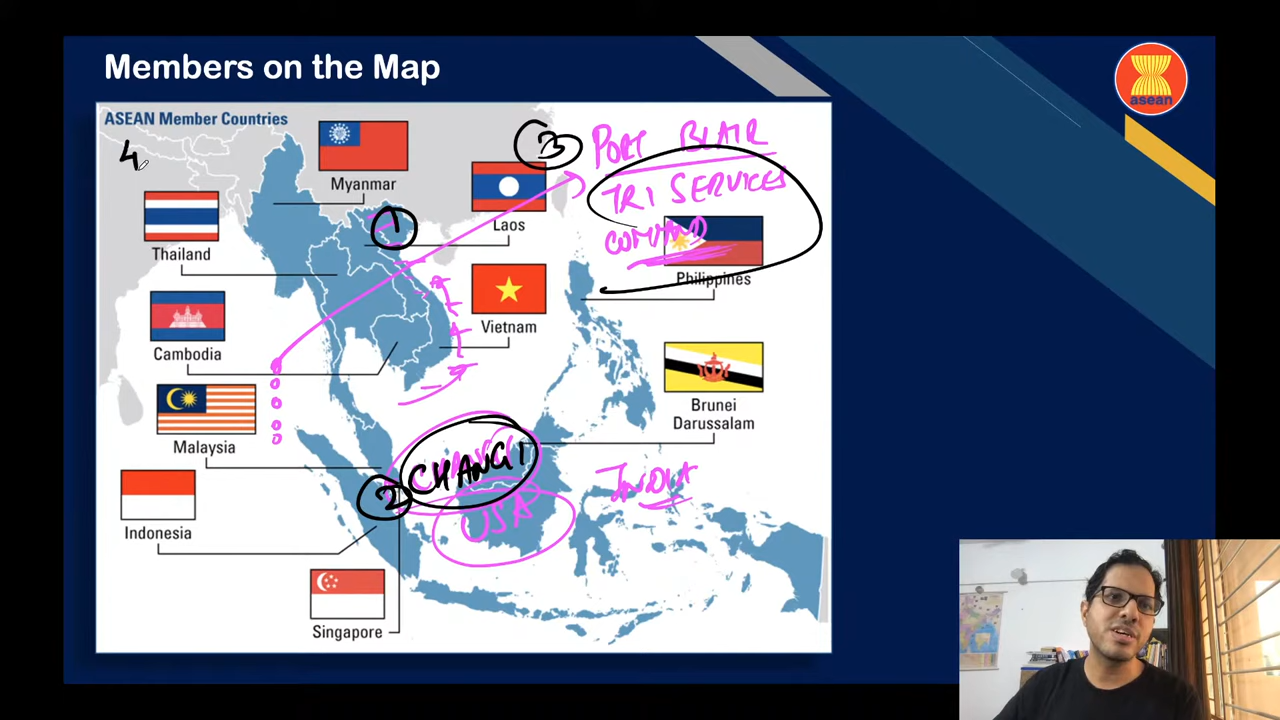 Members on the Map
asean
ASEAN Member Countries
4
Myanmar
3
PORT BLAIR
TRI SERVICES
COMMAND
Laos
1
Thailand
Philippines
Vietnam
Cambodia
Brunei
Darussalam
Malaysia
CHANGI
2
USA
INDIA
Indonesia
Singapore